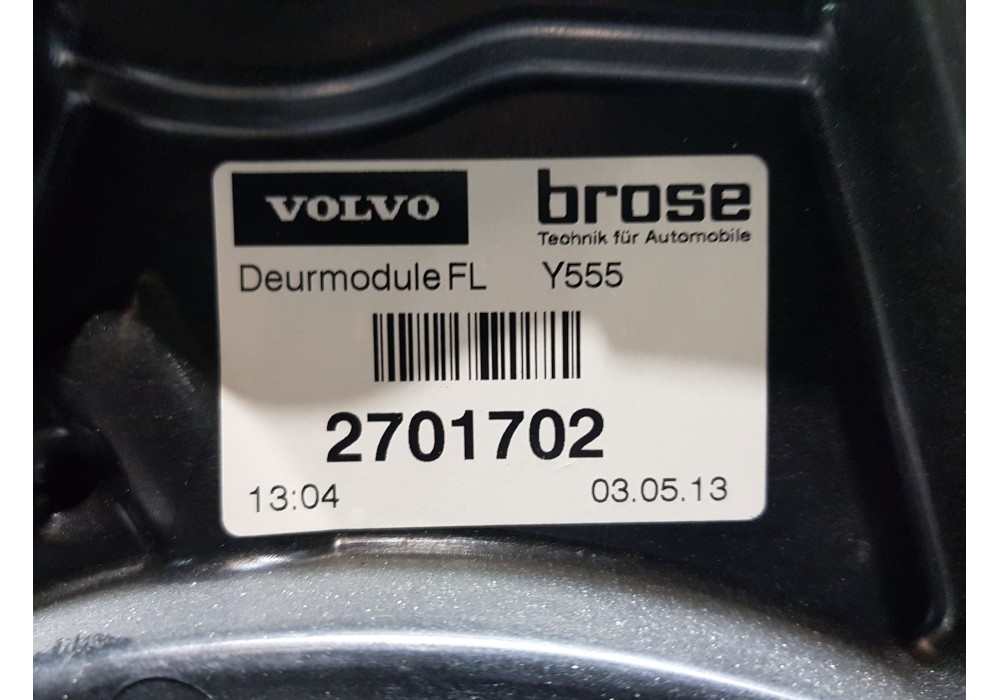 VOLVO
brose
Technik für Automobile
Deurmodule FL Y555
2701702
13:04 03.05.13